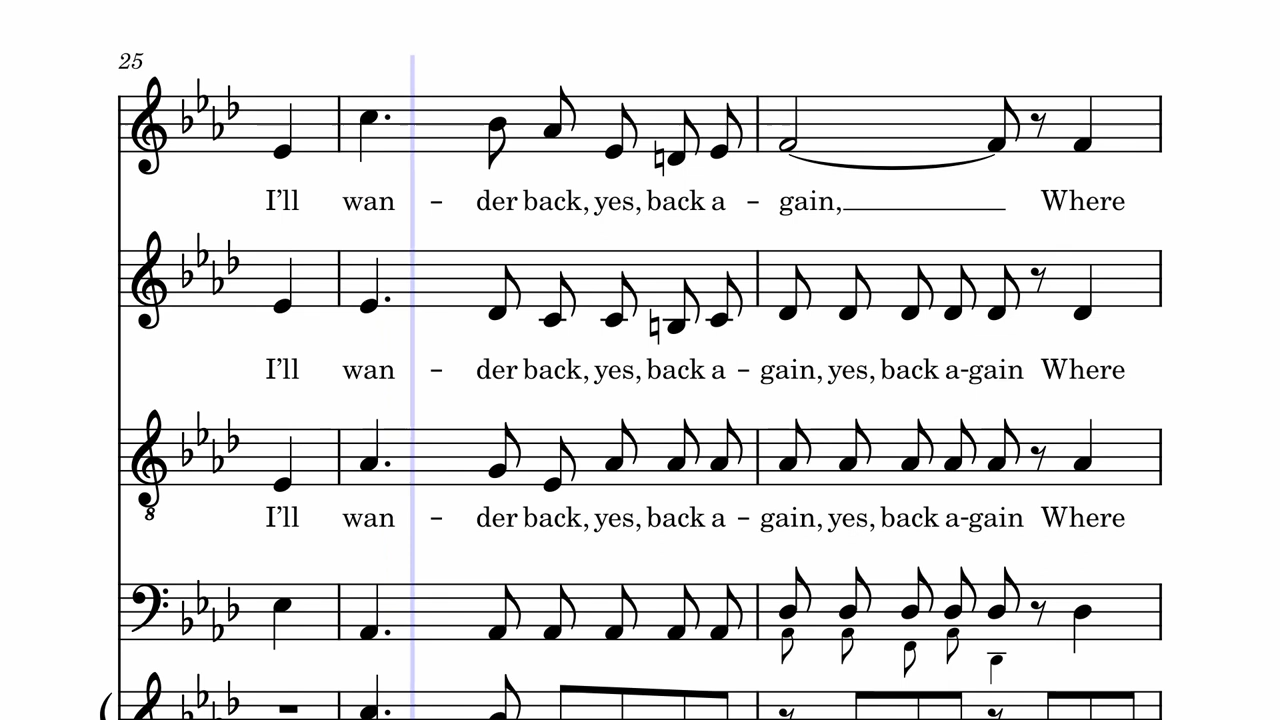 25
I’ll wan - der back, yes, back a - gain, Where
I’ll wan - der back, yes, back a - gain, yes, back a-gain Where
8
I’ll wan - der back, yes, back a - gain, yes, back a-gain Where